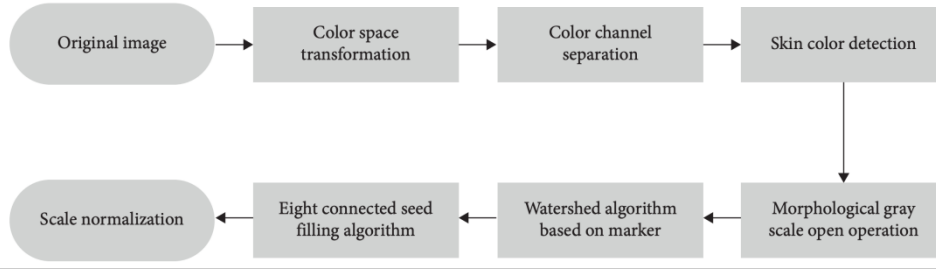 Original image
Color space
transformation
Color channel
separation
Skin color detection
Scale normalization
Eight connected seed
filling algorithm
Watershed algorithm
based on marker
Morphological gray
scale open operation